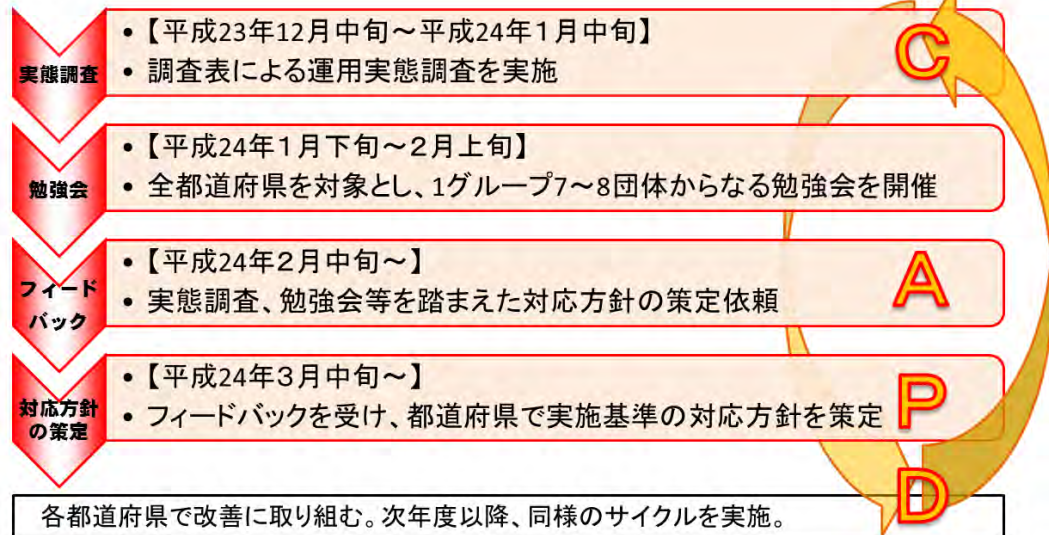 実態調査
• 【平成23年12月中旬～平成24年１月中旬】
• 調査表による運用実態調査を実施
C
勉強会
• 【平成24年１月下旬～２月上旬】
• 全都道府県を対象とし、1グループ7～8団体からなる勉強会を開催
フィード
バック
• 【平成24年２月中旬～】
• 実態調査、勉強会等を踏まえた対応方針の策定依頼
A
対応方針
の策定
• 【平成24年３月中旬～】
• フィードバックを受け、都道府県で実施基準の対応方針を策定
P
D
各都道府県で改善に取り組む。次年度以降、同様のサイクルを実施。